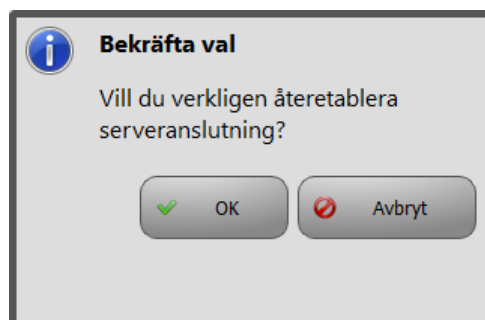 Bekräfta val
Vill du verkligen återetablera
serveranslutning?
OK
Avbryt